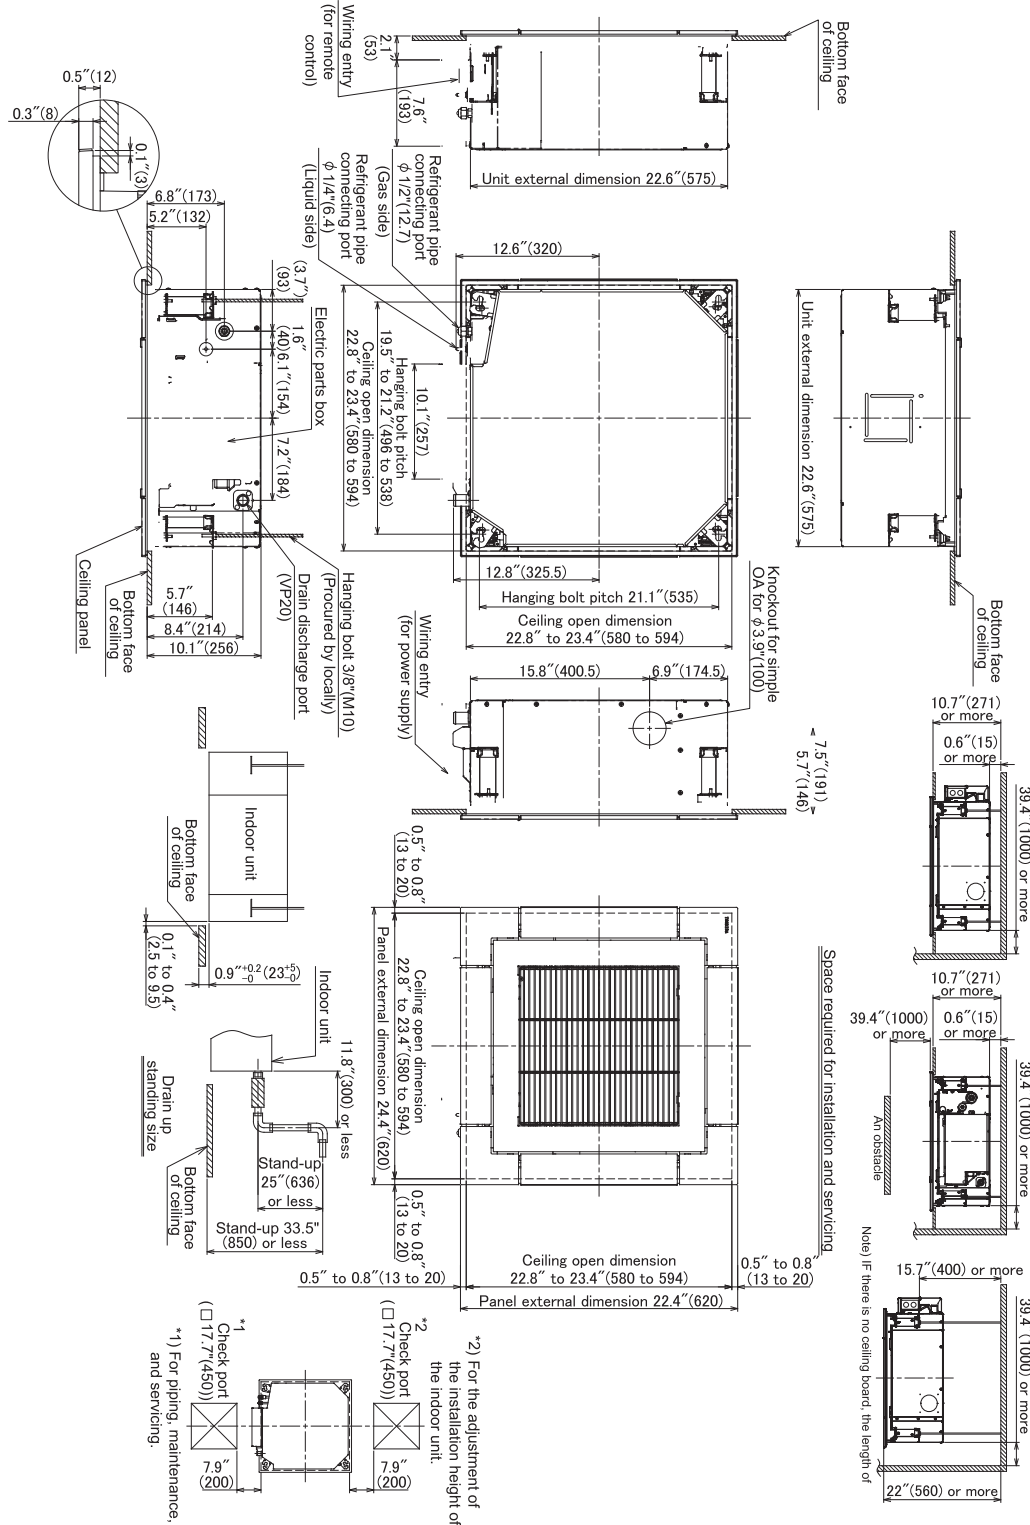 Bottom face
of ceiling
Wiring entry
(for remote
control)
2.1"
(53)
7.6"
(193)
Unit external dimension 22.6"(575)
0.5"(12)
0.3"(8)
0.1"(3)
Refrigerant pipe
connecting port
φ 1/2"(12.7)
(Gas side)
Refrigerant pipe
connecting port
φ 1/4"(6.4)
(Liquid side)
6.8"(173)
5.2"(132)
(3.7")
(93)
1.6"
(40)
6.1"(154)
7.2"(184)
Electric parts box
12.6"(320)
Hanging bolt pitch
19.5" to 21.2"(496 to 538)
Ceiling open dimension
22.8" to 23.4"(580 to 594)
10.1"(257)
12.8"(325.5)
Hanging bolt pitch 21.1"(535)
Ceiling open dimension
22.8" to 23.4"(580 to 594)
Unit external dimension 22.6"(575)
Bottom face
of ceiling
Ceiling panel
Bottom face
of ceiling
5.7"
(146)
8.4"(214)
10.1"(256)
Drain discharge port
(VP20)
Hanging bolt 3/8"(M10)
(Procured by locally)
Wiring entry
(for power supply)
Knockout for simple
OA for φ 3.9"(100)
15.8"(400.5)
6.9"(174.5)
7.5"(191)
5.7"(146)
10.7"(271)
or more
0.6"(15)
or more
39.4"(1000) or more
Indoor unit
Bottom face
of ceiling
0.1" to 0.4"
(2.5 to 9.5)
0.9"+0.2 -0 (23+5 -0)
0.5" to 0.8"
(13 to 20)
Ceiling open dimension
22.8" to 23.4"(580 to 594)
Panel external dimension 24.4"(620)
0.5" to 0.8"
(13 to 20)
Space required for installation and servicing
10.7"(271)
or more
0.6"(15)
or more
39.4"(1000)
or more
39.4"(1000) or more
An obstacle
Indoor unit
11.8"(300) or less
Drain up
standing size
Bottom face
of ceiling
Stand-up
25"(636)
or less
Stand-up 33.5"
(850) or less
0.5" to 0.8"(13 to 20)
Ceiling open dimension
22.8" to 23.4"(580 to 594)
0.5" to 0.8"
(13 to 20)
Panel external dimension 22.4"(620)
Note) IF there is no ceiling board, the length of
15.7"(400) or more
39.4"(1000) or more
22"(560) or more
*2
Check port
(□17.7"(450))
*1
Check port
(□17.7"(450))
7.9"
(200)
7.9"
(200)
*2) For the adjustment of
the installation height of
the indoor unit.
*1) For piping, maintenance,
and servicing.